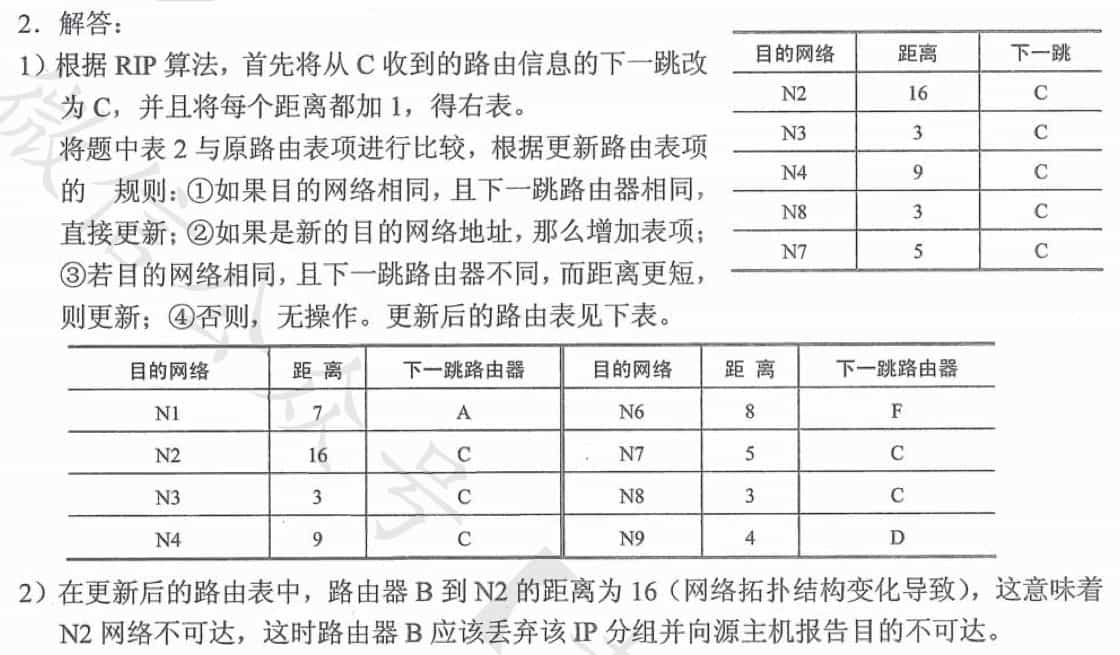 2．解答：
1）根据 RIP 算法，首先将从 C 收到的路由信息的下一跳改
为 C，并且将每个距离都加 1，得右表。
将题中表 2 与原路由表项进行比较，根据更新路由表项
的 规则：①如果目的网络相同，且下一跳路由器相同，
直接更新；②如果是新的目的网络地址，那么增加表项；
③若目的网络相同，且下一跳路由器不同，而距离更短，
则更新；④否则，无操作。更新后的路由表见下表。
目的网络 距离 下一跳
N2 16 C
N3 3 C
N4 9 C
N8 3 C
N7 5 C
目的网络 距 离 下一跳路由器 目的网络 距 离 下一跳路由器
N1 7 A N6 8 F
N2 16 C N7 5 C
N3 3 C N8 3 C
N4 9 C N9 4 D
2）在更新后的路由表中，路由器 B 到 N2 的距离为 16（网络拓扑结构变化导致），这意味着
N2 网络不可达，这时路由器 B 应该丢弃该 IP 分组并向源主机报告目的不可达。
微信公众号